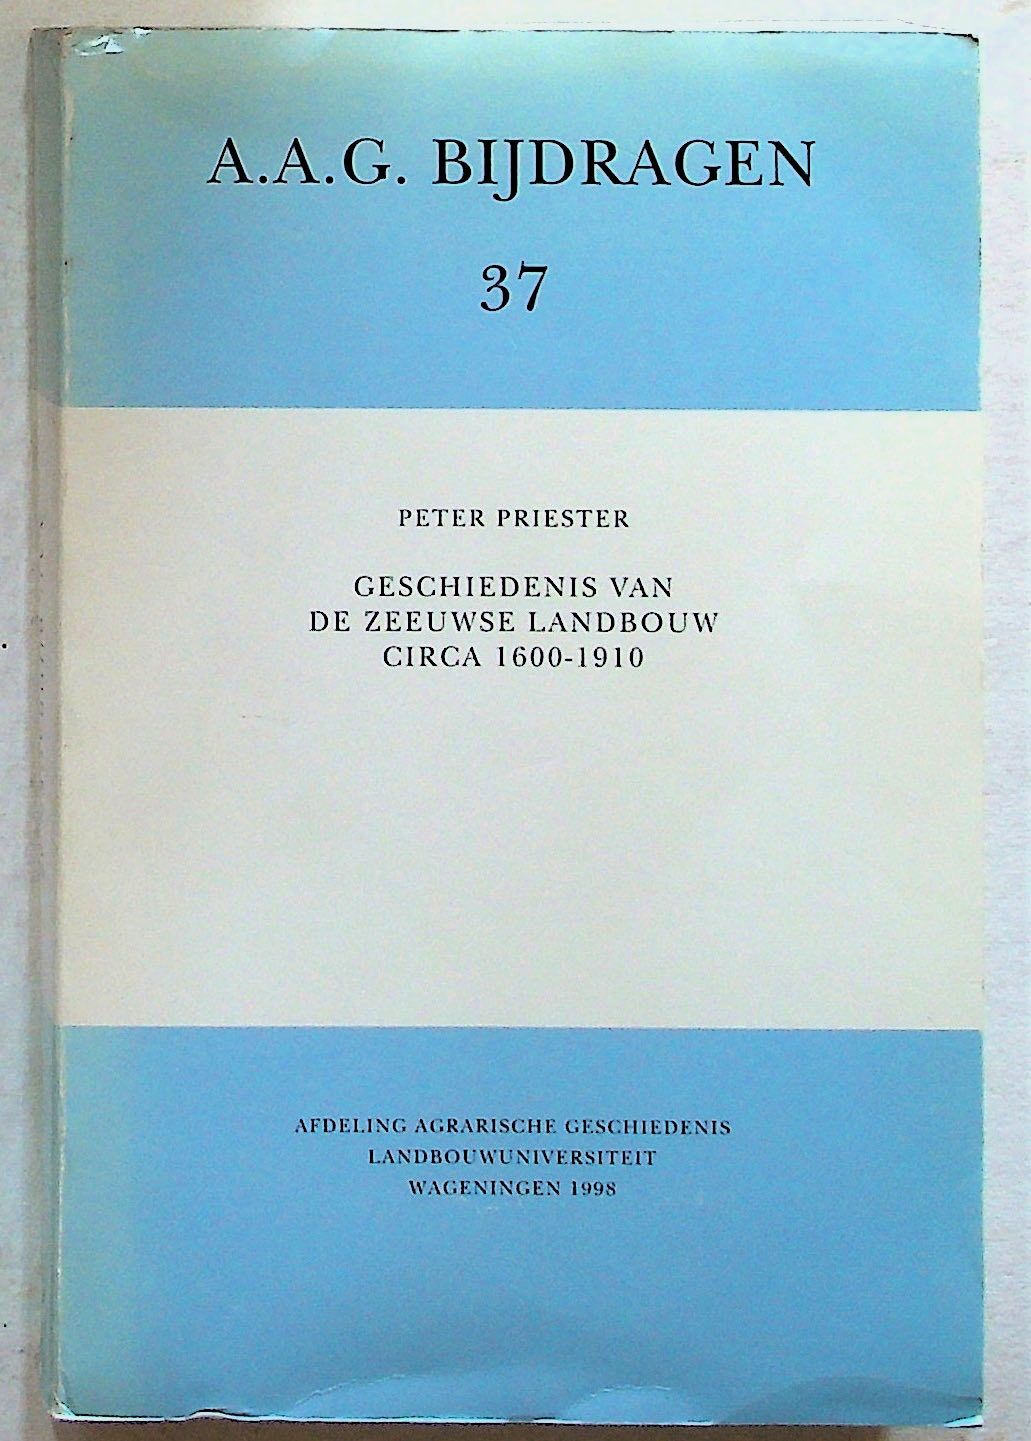 A.A.G. BIJDRAGEN
37
PETER PRIESTER
GESCHIEDENIS VAN
DE ZEEUWSE LANDBOUW
CIRCA 1600-1910
AFDELING AGRARISCHE GESCHIEDENIS
LANDBOUWUNIVERSITEIT
WAGENINGEN 1998